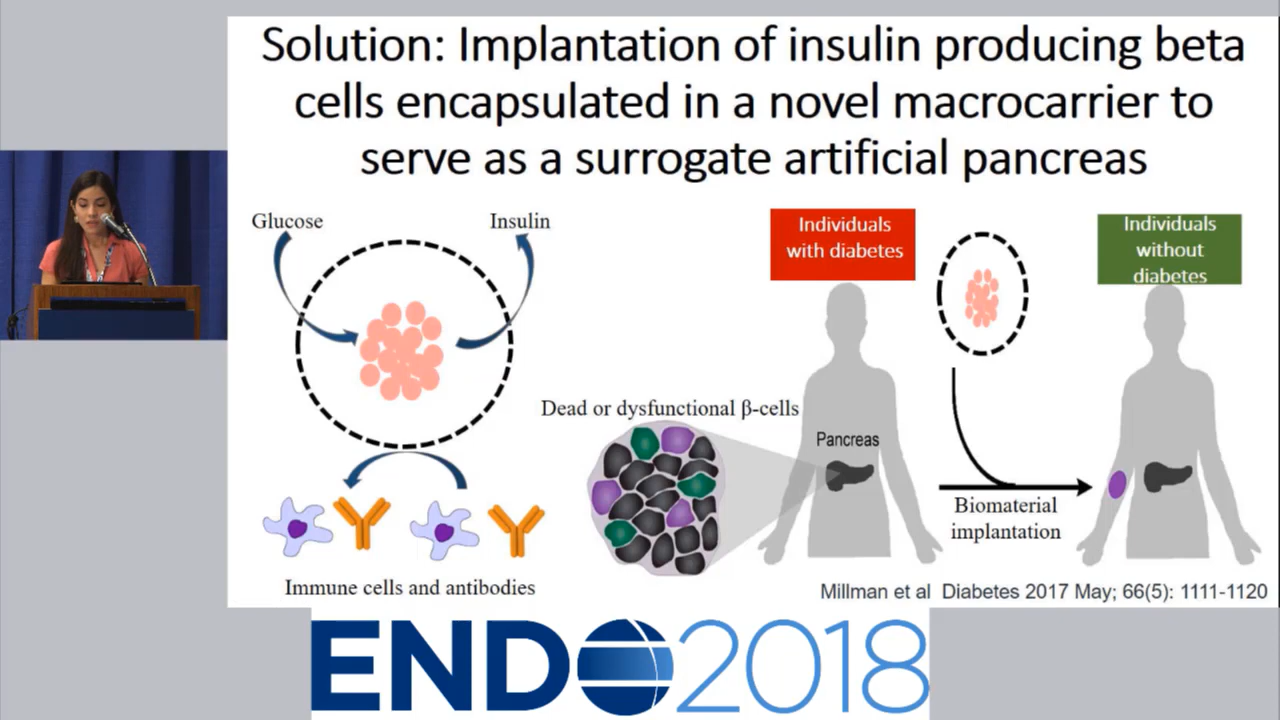 Solution: Implantation of insulin producing beta
cells encapsulated in a novel macrocarrier to
serve as a surrogate artificial pancreas
Glucose
Insulin
Individuals
with diabetes
Individuals
without
diabetes
Dead or dysfunctional β-cells
Pancreas
Biomaterial
implantation
Immune cells and antibodies
Millman et al Diabetes 2017 May; 66(5): 1111-1120
ENDO2018